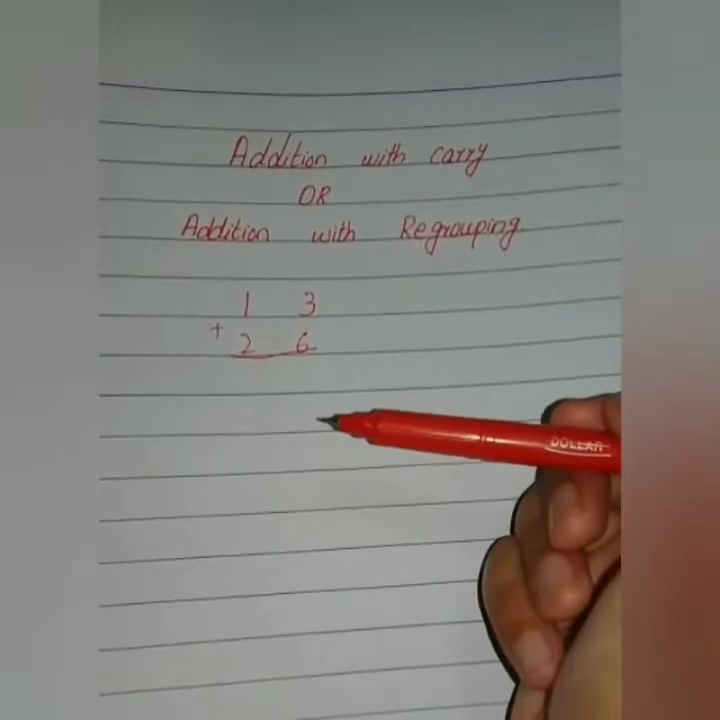 Addition with carry
OR
Addition with Regrouping
1 3
+ 2 6
DOLLAR